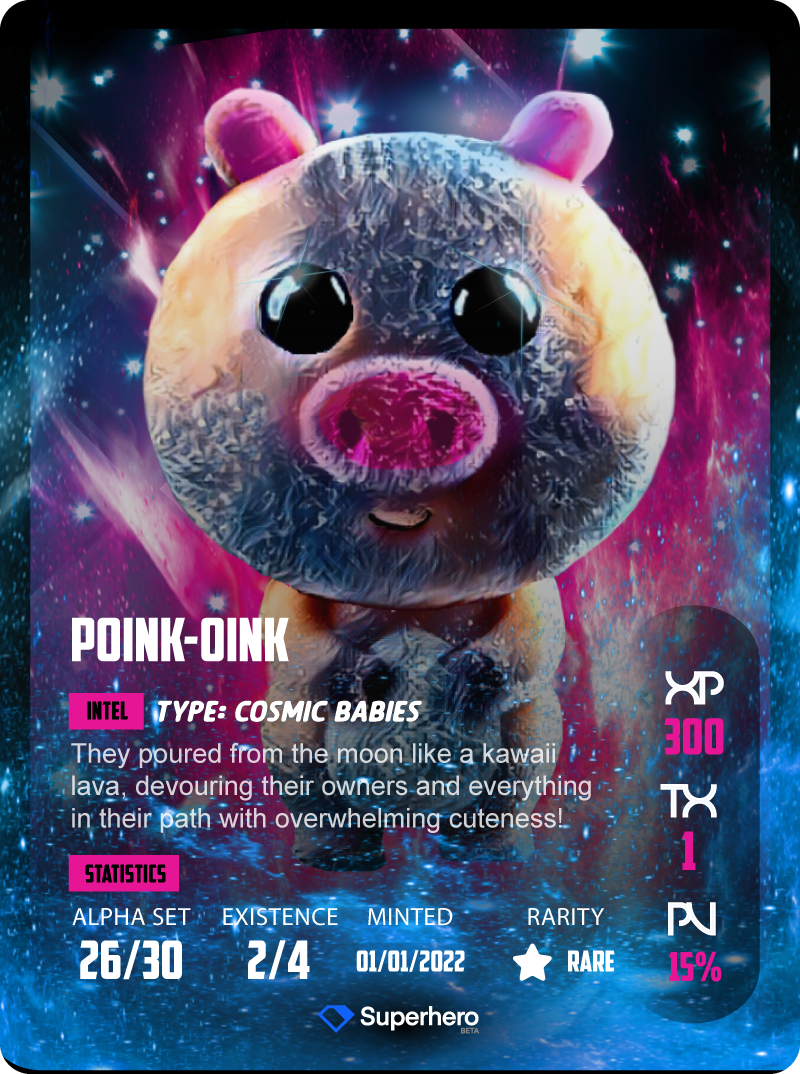 POINK-OINK
INTEL TYPE: COSMIC BABIES
They poured from the moon like a kawaii
lava, devouring their owners and everything
in their path with overwhelming cuteness!
STATISTICS
ALPHA SET EXISTENCE MINTED RARITY
26/30 2/4 01/01/2022 RARE
XP
300
TX
1
PV
15%
Superhero
BETA